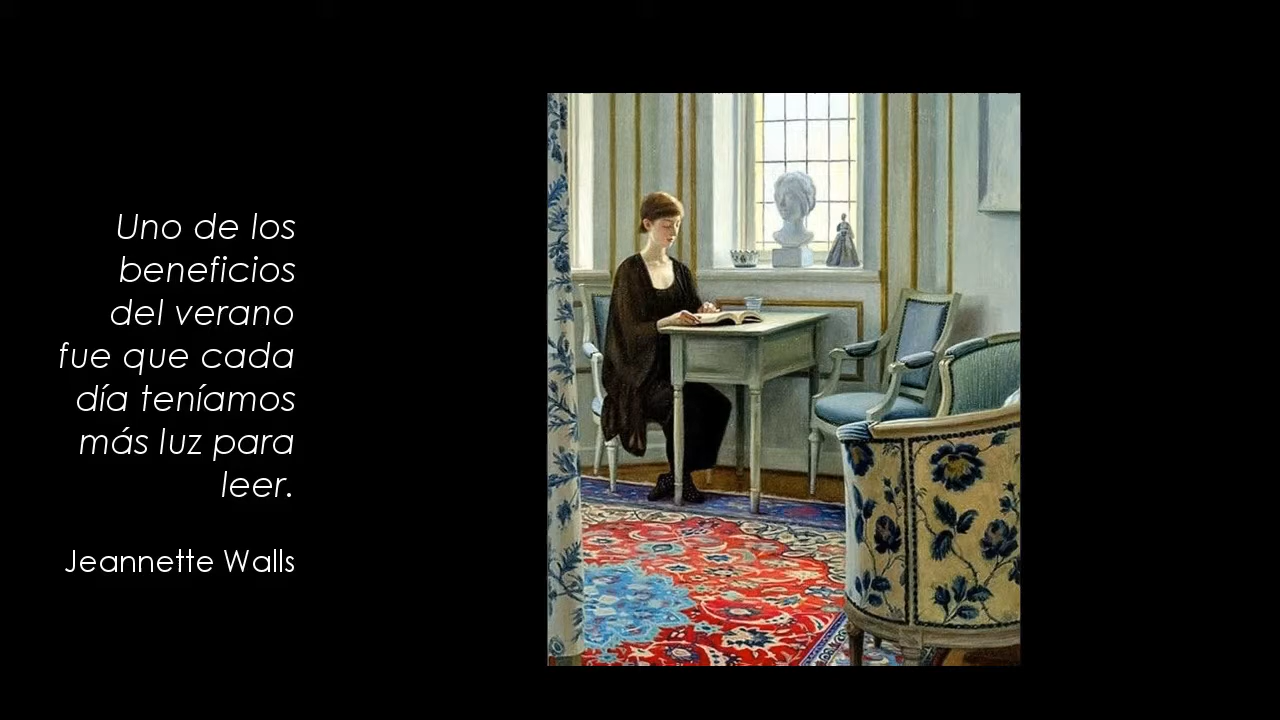 Uno de los
beneficios
del verano
fue que cada
día teníamos
más luz para
leer.
Jeannette Walls